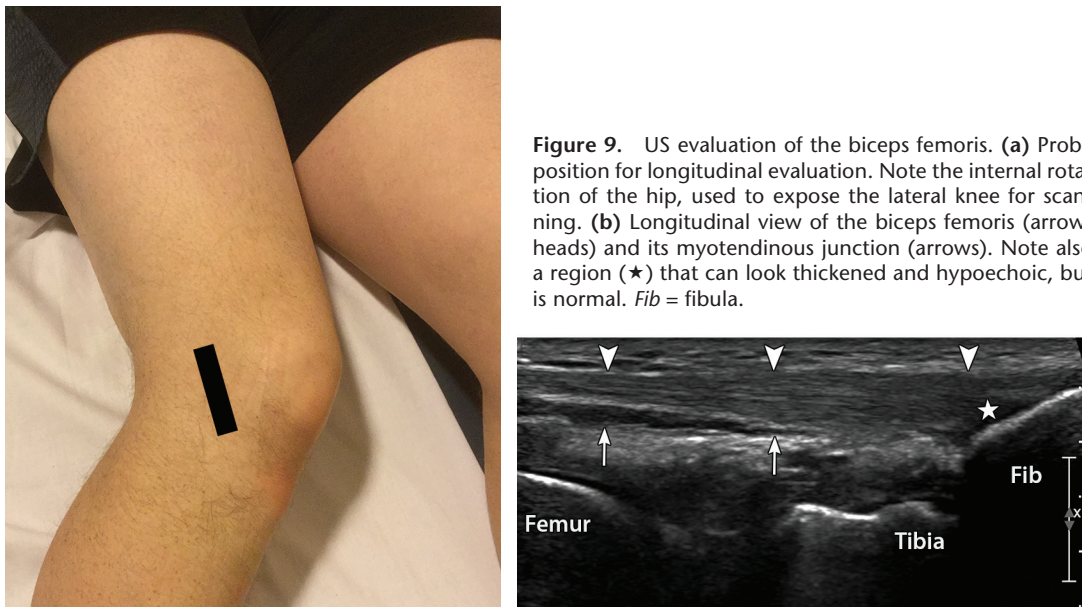 Figure 9. US evaluation of the biceps femoris. (a) Prob
position for longitudinal evaluation. Note the internal rota
tion of the hip, used to expose the lateral knee for scan
ning. (b) Longitudinal view of the biceps femoris (arrow
heads) and its myotendinous junction (arrows). Note also
a region (★) that can look thickened and hypoechoic, bu
is normal. Fib = fibula.
Fib
x
Femur
Tibia